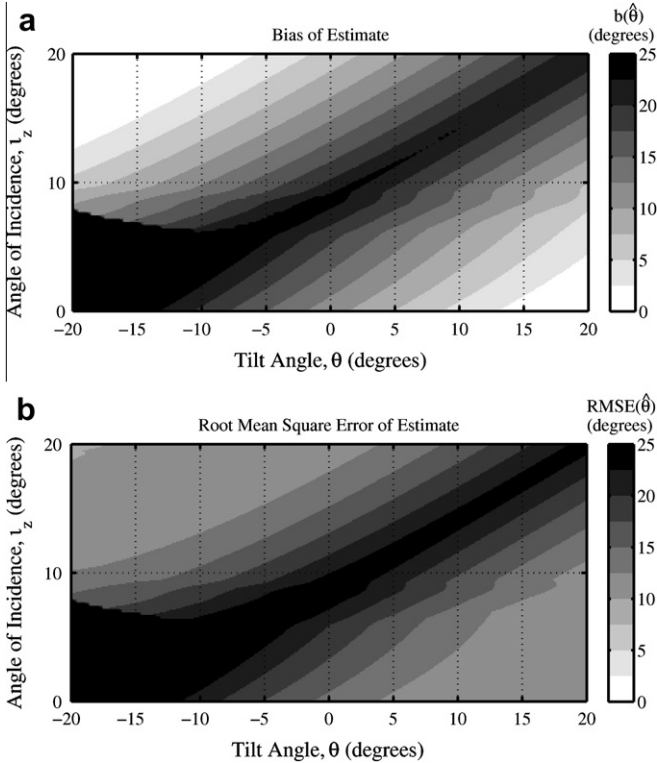 a
Bias of Estimate
b(θ̂)
(degrees)
Angle of Incidence, ι_z (degrees)
20
10
0
−20 −15 −10 −5 0 5 10 15 20
Tilt Angle, θ (degrees)
25
20
15
10
5
0
b
Root Mean Square Error of Estimate
RMSE(θ̂)
(degrees)
Angle of Incidence, ι_z (degrees)
20
10
0
−20 −15 −10 −5 0 5 10 15 20
Tilt Angle, θ (degrees)
25
20
15
10
5
0